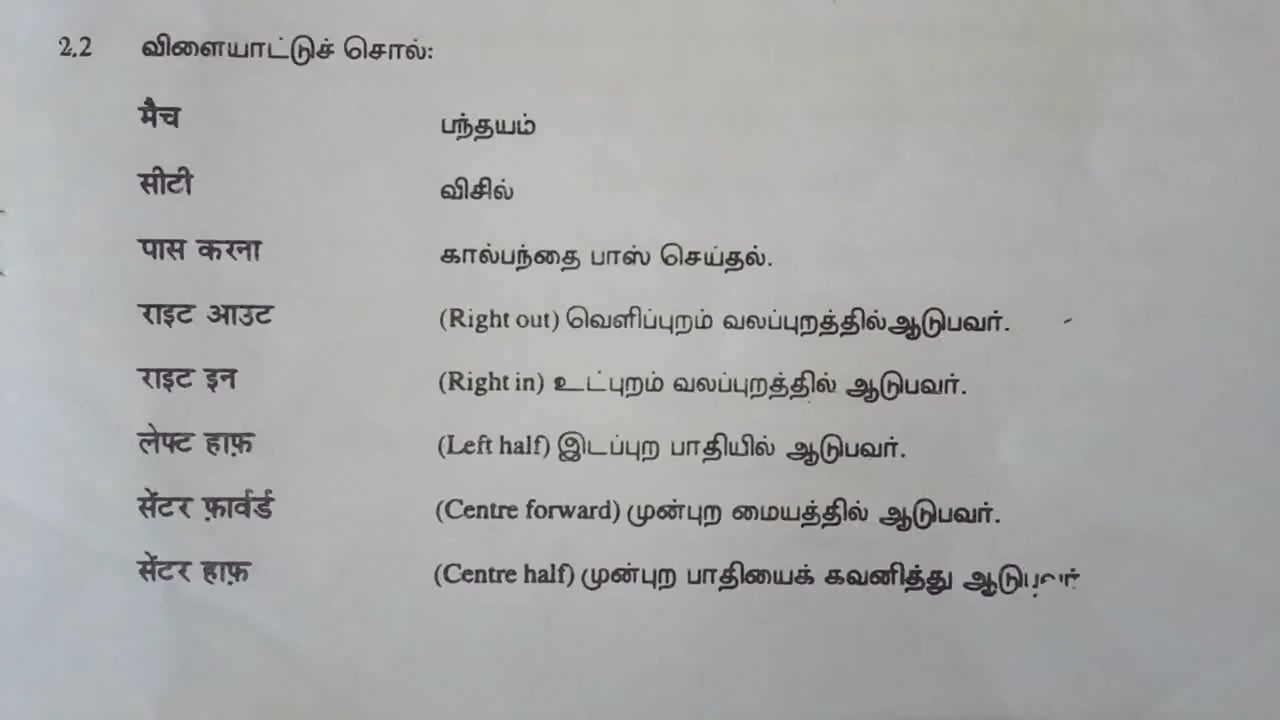 2.2 விளையாட்டுச் சொல்:
मैच பந்தயம்
सीटी விசில்
पास करना கால்பந்தை பாஸ் செய்தல்.
राइट आउट (Right out) வெளிப்புறம் வலப்புறத்தில் ஆடுபவர்.
राइट इन (Right in) உட்புறம் வலப்புறத்தில் ஆடுபவர்.
लेफ्ट हाफ़ (Left half) இடப்புற பாதியில் ஆடுபவர்.
सेंटर फ़ार्वर्ड (Centre forward) முன்புற மையத்தில் ஆடுபவர்.
सेंटर हाफ़ (Centre half) முன்புற பாதியைக் கவனித்து ஆடுபவர்